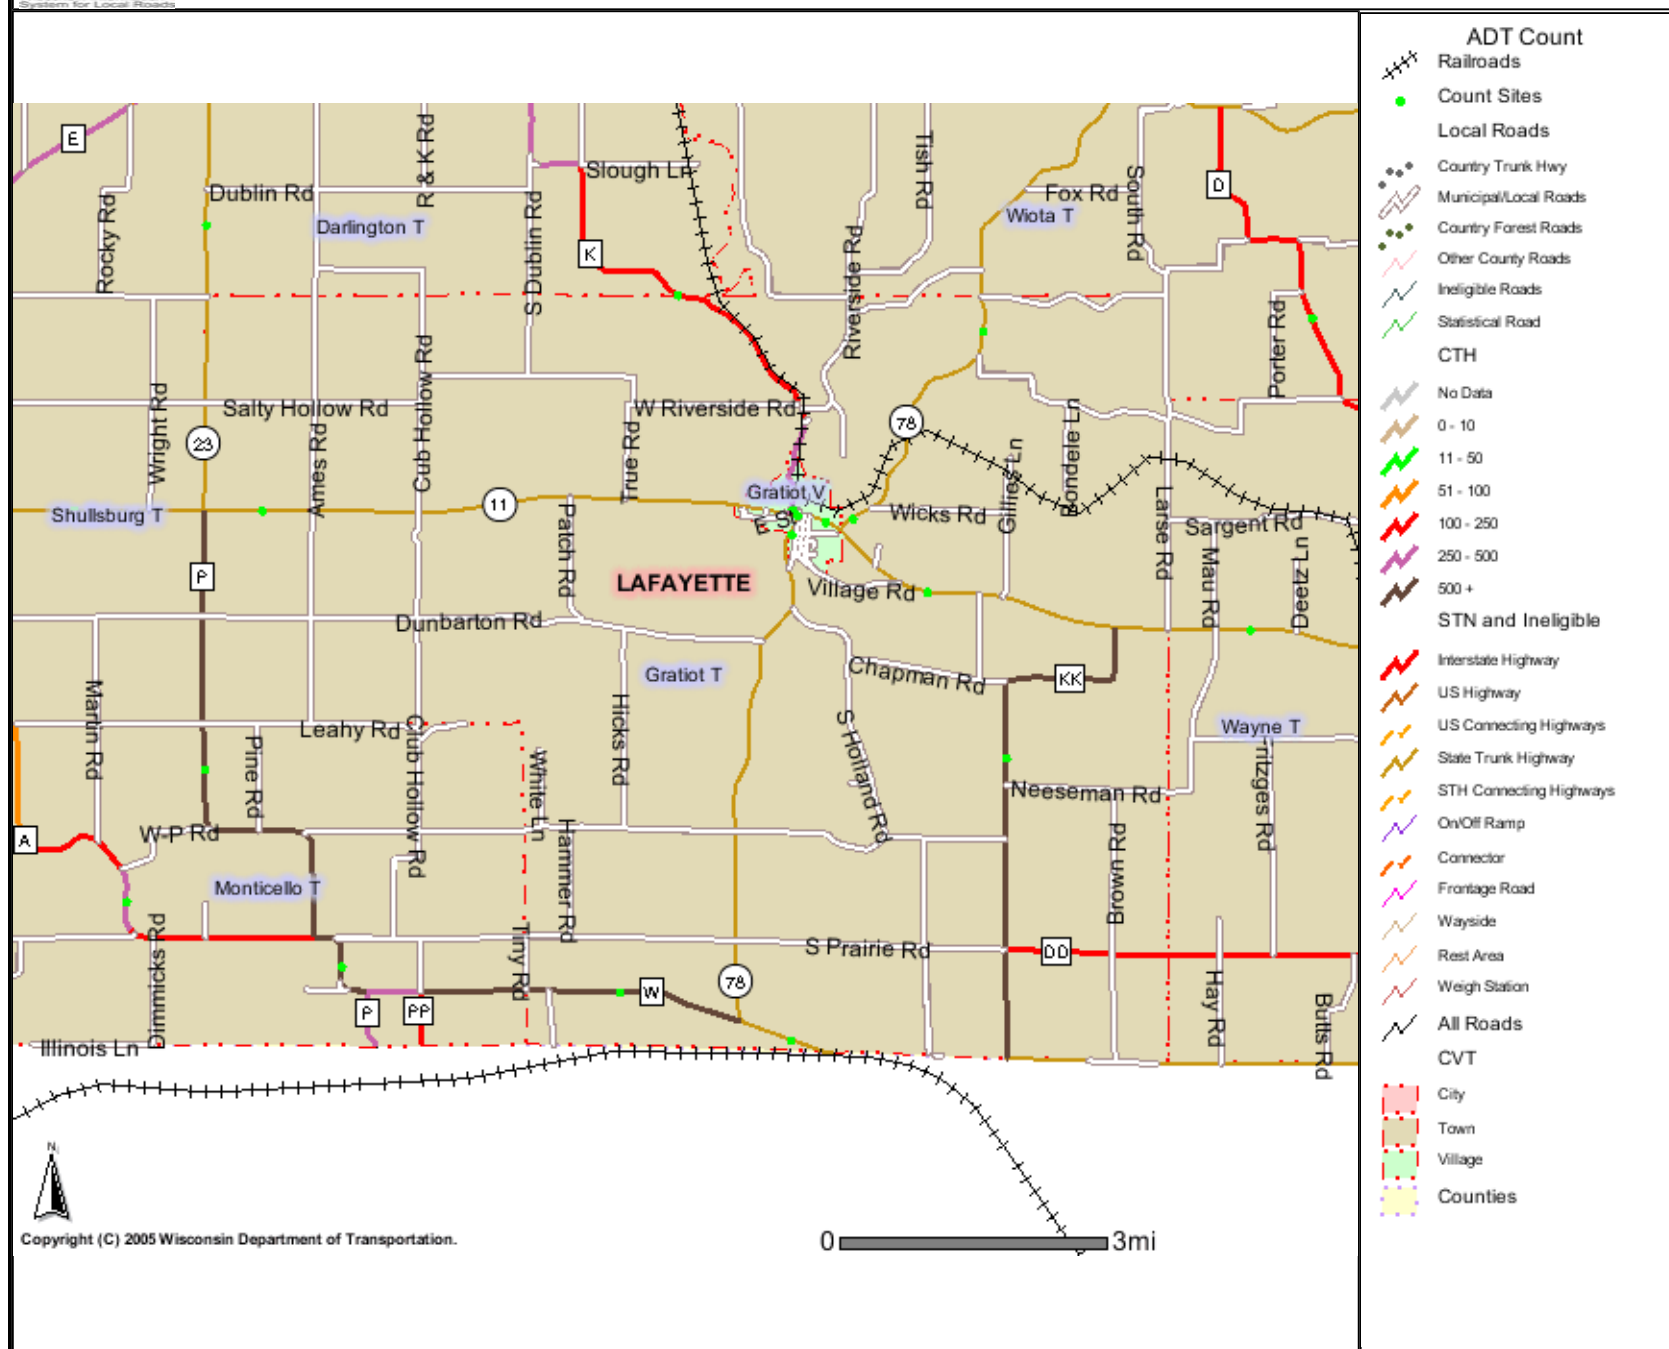 System for Local Roads
E
Slough Ln
Dublin Rd
R & K Rd
Tish Rd
Fox Rd
South Rd
D
Rocky Rd
Darlington T
S Dublin Rd
K
Riverside Rd
Wiota T
Porter Rd
Wright Rd
Salty Hollow Rd
Cub Hollow Rd
W Riverside Rd
23
78
Ames Rd
True Rd
Gillies Ln
Larse Rd
Shullsburg T
11
Gratiot V
E St
Wicks Rd
Sargent Rd
Patch Rd
P
LAFAYETTE
Village Rd
Mau Rd
Deetz Ln
Dunbarton Rd
Gratiot T
Chapman Rd
KK
Martin Rd
Leahy Rd
Hicks Rd
S Holland Rd
Wayne T
Pine Rd
Club Hollow Rd
White Ln
Neeseman Rd
A
W-P Rd
Hammer Rd
Brown Rd
Monticello T
Dimmicks Rd
Tiny Rd
S Prairie Rd
DD
Hay Rd
Butts Rd
P
PP
W
78
Illinois Ln
N
Copyright (C) 2005 Wisconsin Department of Transportation.
0 3mi
ADT Count
Railroads
Count Sites
Local Roads
Country Trunk Hwy
Municipal/Local Roads
Country Forest Roads
Other County Roads
Ineligible Roads
Statistical Road
CTH
No Data
0 - 10
11 - 50
51 - 100
100 - 250
250 - 500
500 +
STN and Ineligible
Interstate Highway
US Highway
US Connecting Highways
State Trunk Highway
STH Connecting Highways
On/Off Ramp
Connector
Frontage Road
Wayside
Rest Area
Weigh Station
All Roads
CVT
City
Town
Village
Counties